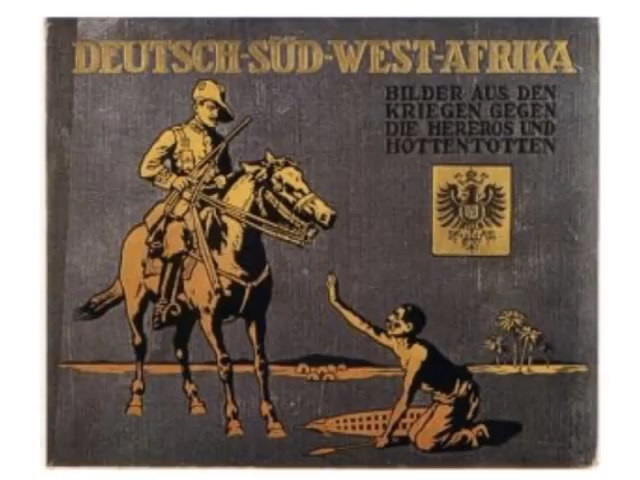 DEUTSCH-SÜD-WEST-AFRIKA
BILDER AUS DEN
KRIEGEN GEGEN
DIE HEREROS UND
HOTTENTOTTEN